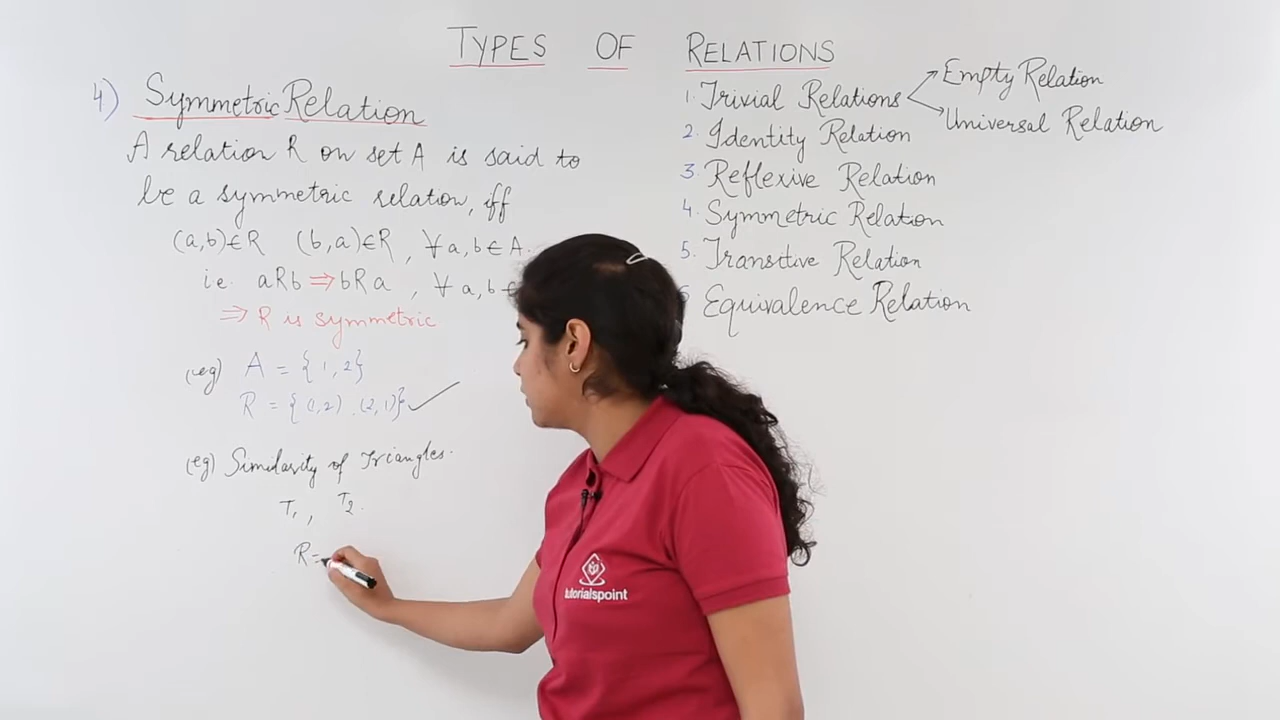 TYPES OF RELATIONS
4) Symmetric Relation
A relation R on set A is said to
be a symmetric relation, iff
(a,b)∈R (b,a)∈R, ∀ a,b ∈ A.
i.e. aRb ⇒ bRa, ∀ a,b ∈
⇒ R is symmetric
(eg) A = {1,2}
R = {(1,2), (2,1)} ✓
(eg) Similarity of Triangles.
T₁, T₂.
R=
1. Trivial Relations
Empty Relation
Universal Relation
2. Identity Relation
3. Reflexive Relation
4. Symmetric Relation
5. Transitive Relation
Equivalence Relation
tutorialspoint